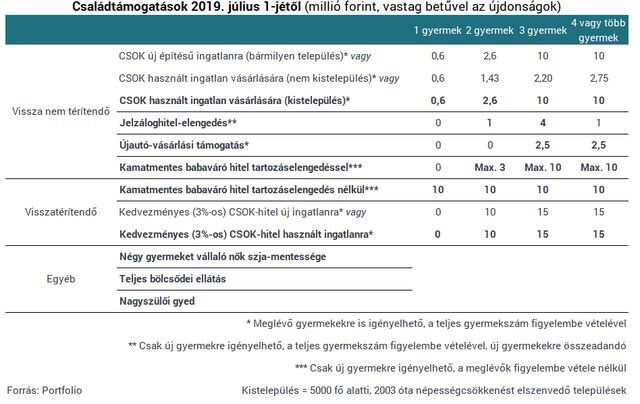 Családtámogatások 2019. július 1-jétől (millió forint, vastag betűvel az újdonságok)
1 gyermek 2 gyermek 3 gyermek 4 vagy több gyermek
Vissza nem térítendő
CSOK új építésű ingatlanra (bármilyen település)* vagy 0,6 2,6 10 10
CSOK használt ingatlan vásárlására (nem kistelepülés)* vagy 0,6 1,43 2,20 2,75
CSOK használt ingatlan vásárlására (kistelepülés)* 0,6 2,6 10 10
Jelzáloghitel-elengedés** 0 1 4 1
Újautó-vásárlási támogatás* 0 0 2,5 2,5
Kamatmentes babaváró hitel tartozáselengedéssel*** 0 Max. 3 Max. 10 Max. 10
Visszatérítendő
Kamatmentes babaváró hitel tartozáselengedés nélkül*** 10 10 10 10
Kedvezményes (3%-os) CSOK-hitel új ingatlanra* vagy 0 10 15 15
Kedvezményes (3%-os) CSOK-hitel használt ingatlanra* 0 10 15 15
Egyéb
Négy gyermeket vállaló nők szja-mentessége
Teljes bölcsődei ellátás
Nagyszülői gyed
* Meglévő gyermekekre is igényelhető, a teljes gyermekszám figyelembe vételével
** Csak új gyermekre igényelhető, a teljes gyermekszám figyelembe vételével, új gyermekekre összeadandó
*** Csak új gyermekre igényelhető, a meglévők figyelembe vétele nélkül
Forrás: Portfolio Kistelepülés = 5000 fő alatti, 2003 óta népességcsökkenést elszenvedő települések